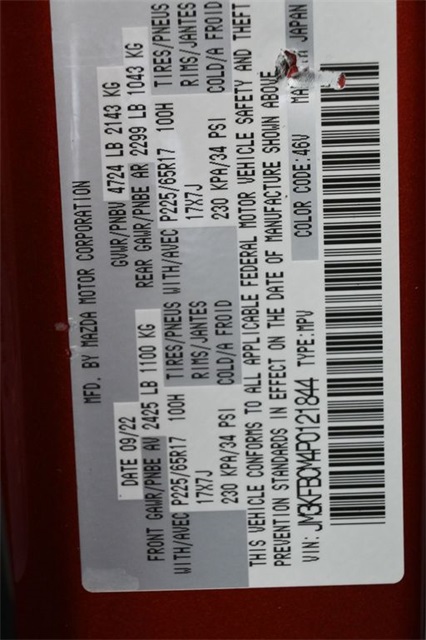 MFD. BY MAZDA MOTOR CORPORATION
DATE 09/22 GVWR/PNBV 4724 LB 2143 KG
FRONT GAWR/PNBE AV 2425 LB 1100 KG REAR GAWR/PNBE AR 2299 LB 1043 KG
WITH/AVEC P225/65R17 100H TIRES/PNEUS WITH/AVEC P225/65R17 100H TIRES/PNEUS
17X7J RIMS/JANTES 17X7J RIMS/JANTES
230 KPA/34 PSI COLD/A FROID 230 KPA/34 PSI COLD/A FROID
THIS VEHICLE CONFORMS TO ALL APPLICABLE FEDERAL MOTOR VEHICLE SAFETY AND THEFT
PREVENTION STANDARDS IN EFFECT ON THE DATE OF MANUFACTURE SHOWN ABOVE
VIN: JM3KFBCM4P0121844 TYPE: MPV COLOR CODE: 46V JAPAN